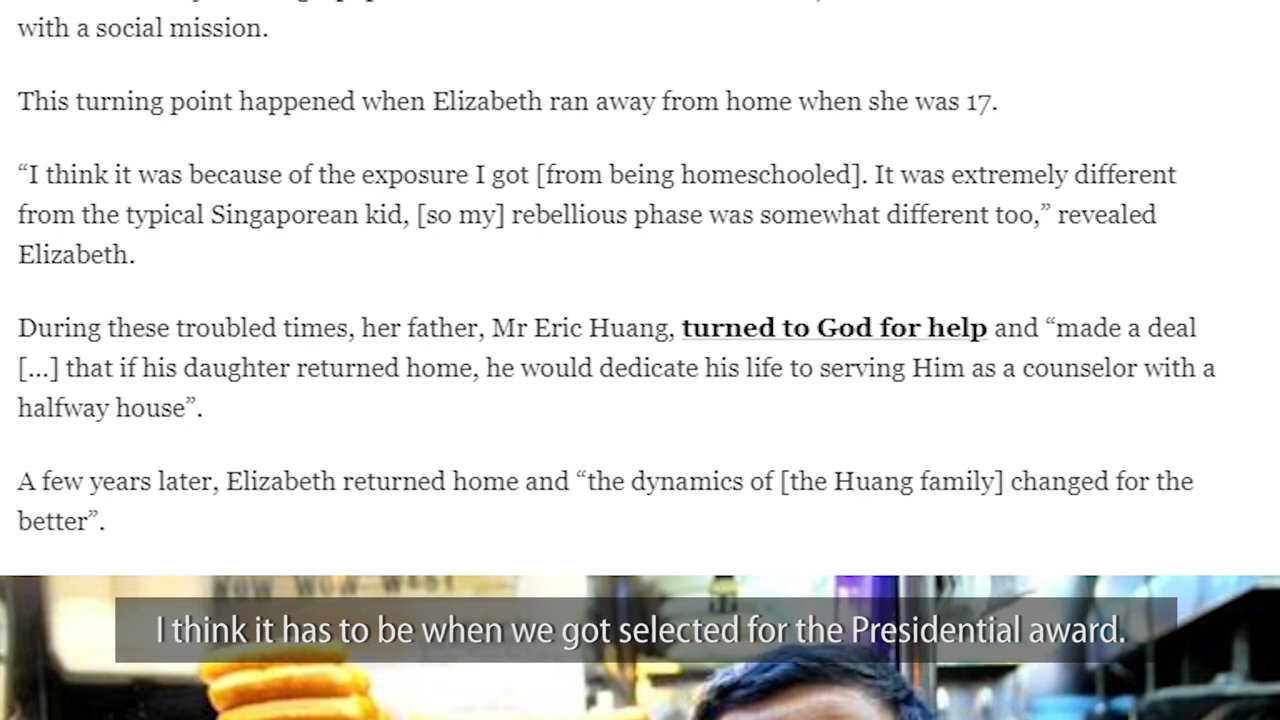 with a social mission.
This turning point happened when Elizabeth ran away from home when she was 17.
“I think it was because of the exposure I got [from being homeschooled]. It was extremely different
from the typical Singaporean kid, [so my] rebellious phase was somewhat different too,” revealed
Elizabeth.
During these troubled times, her father, Mr Eric Huang, turned to God for help and “made a deal
[...] that if his daughter returned home, he would dedicate his life to serving Him as a counselor with a
halfway house”.
A few years later, Elizabeth returned home and “the dynamics of [the Huang family] changed for the
better”.
I think it has to be when we got selected for the Presidential award.